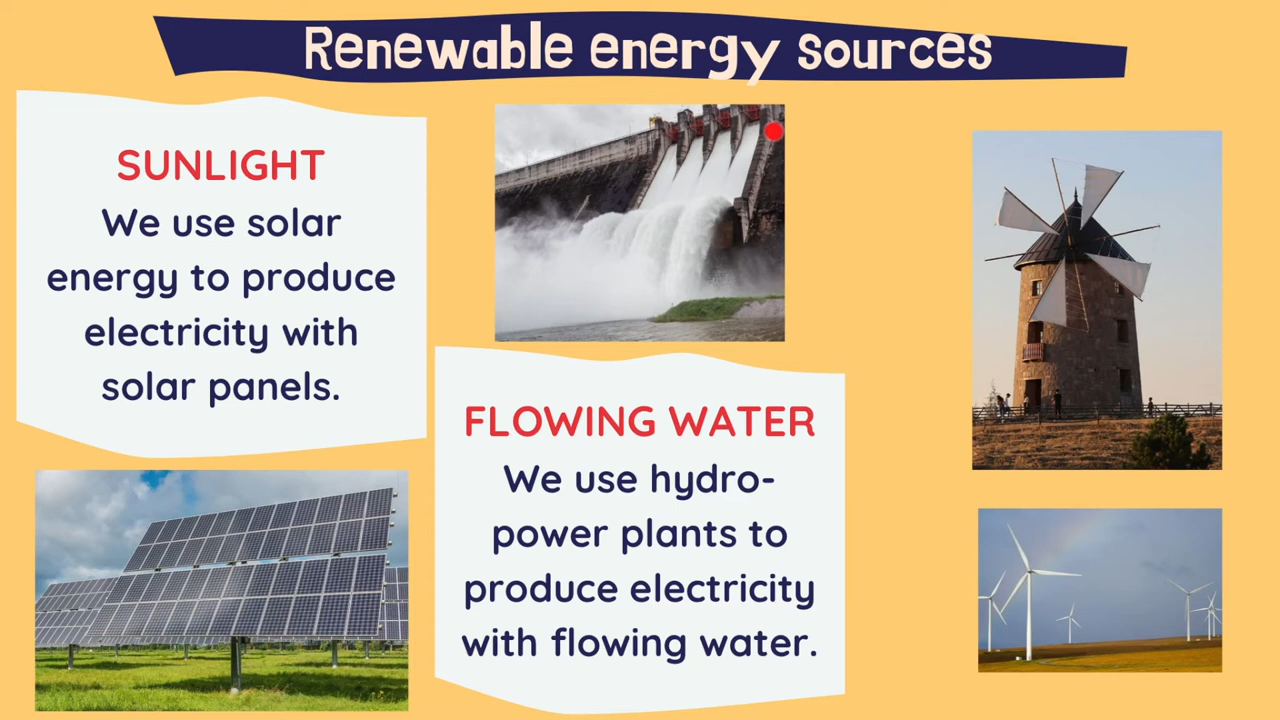 Renewable energy sources
SUNLIGHT
We use solar
energy to produce
electricity with
solar panels.
FLOWING WATER
We use hydro-
power plants to
produce electricity
with flowing water.